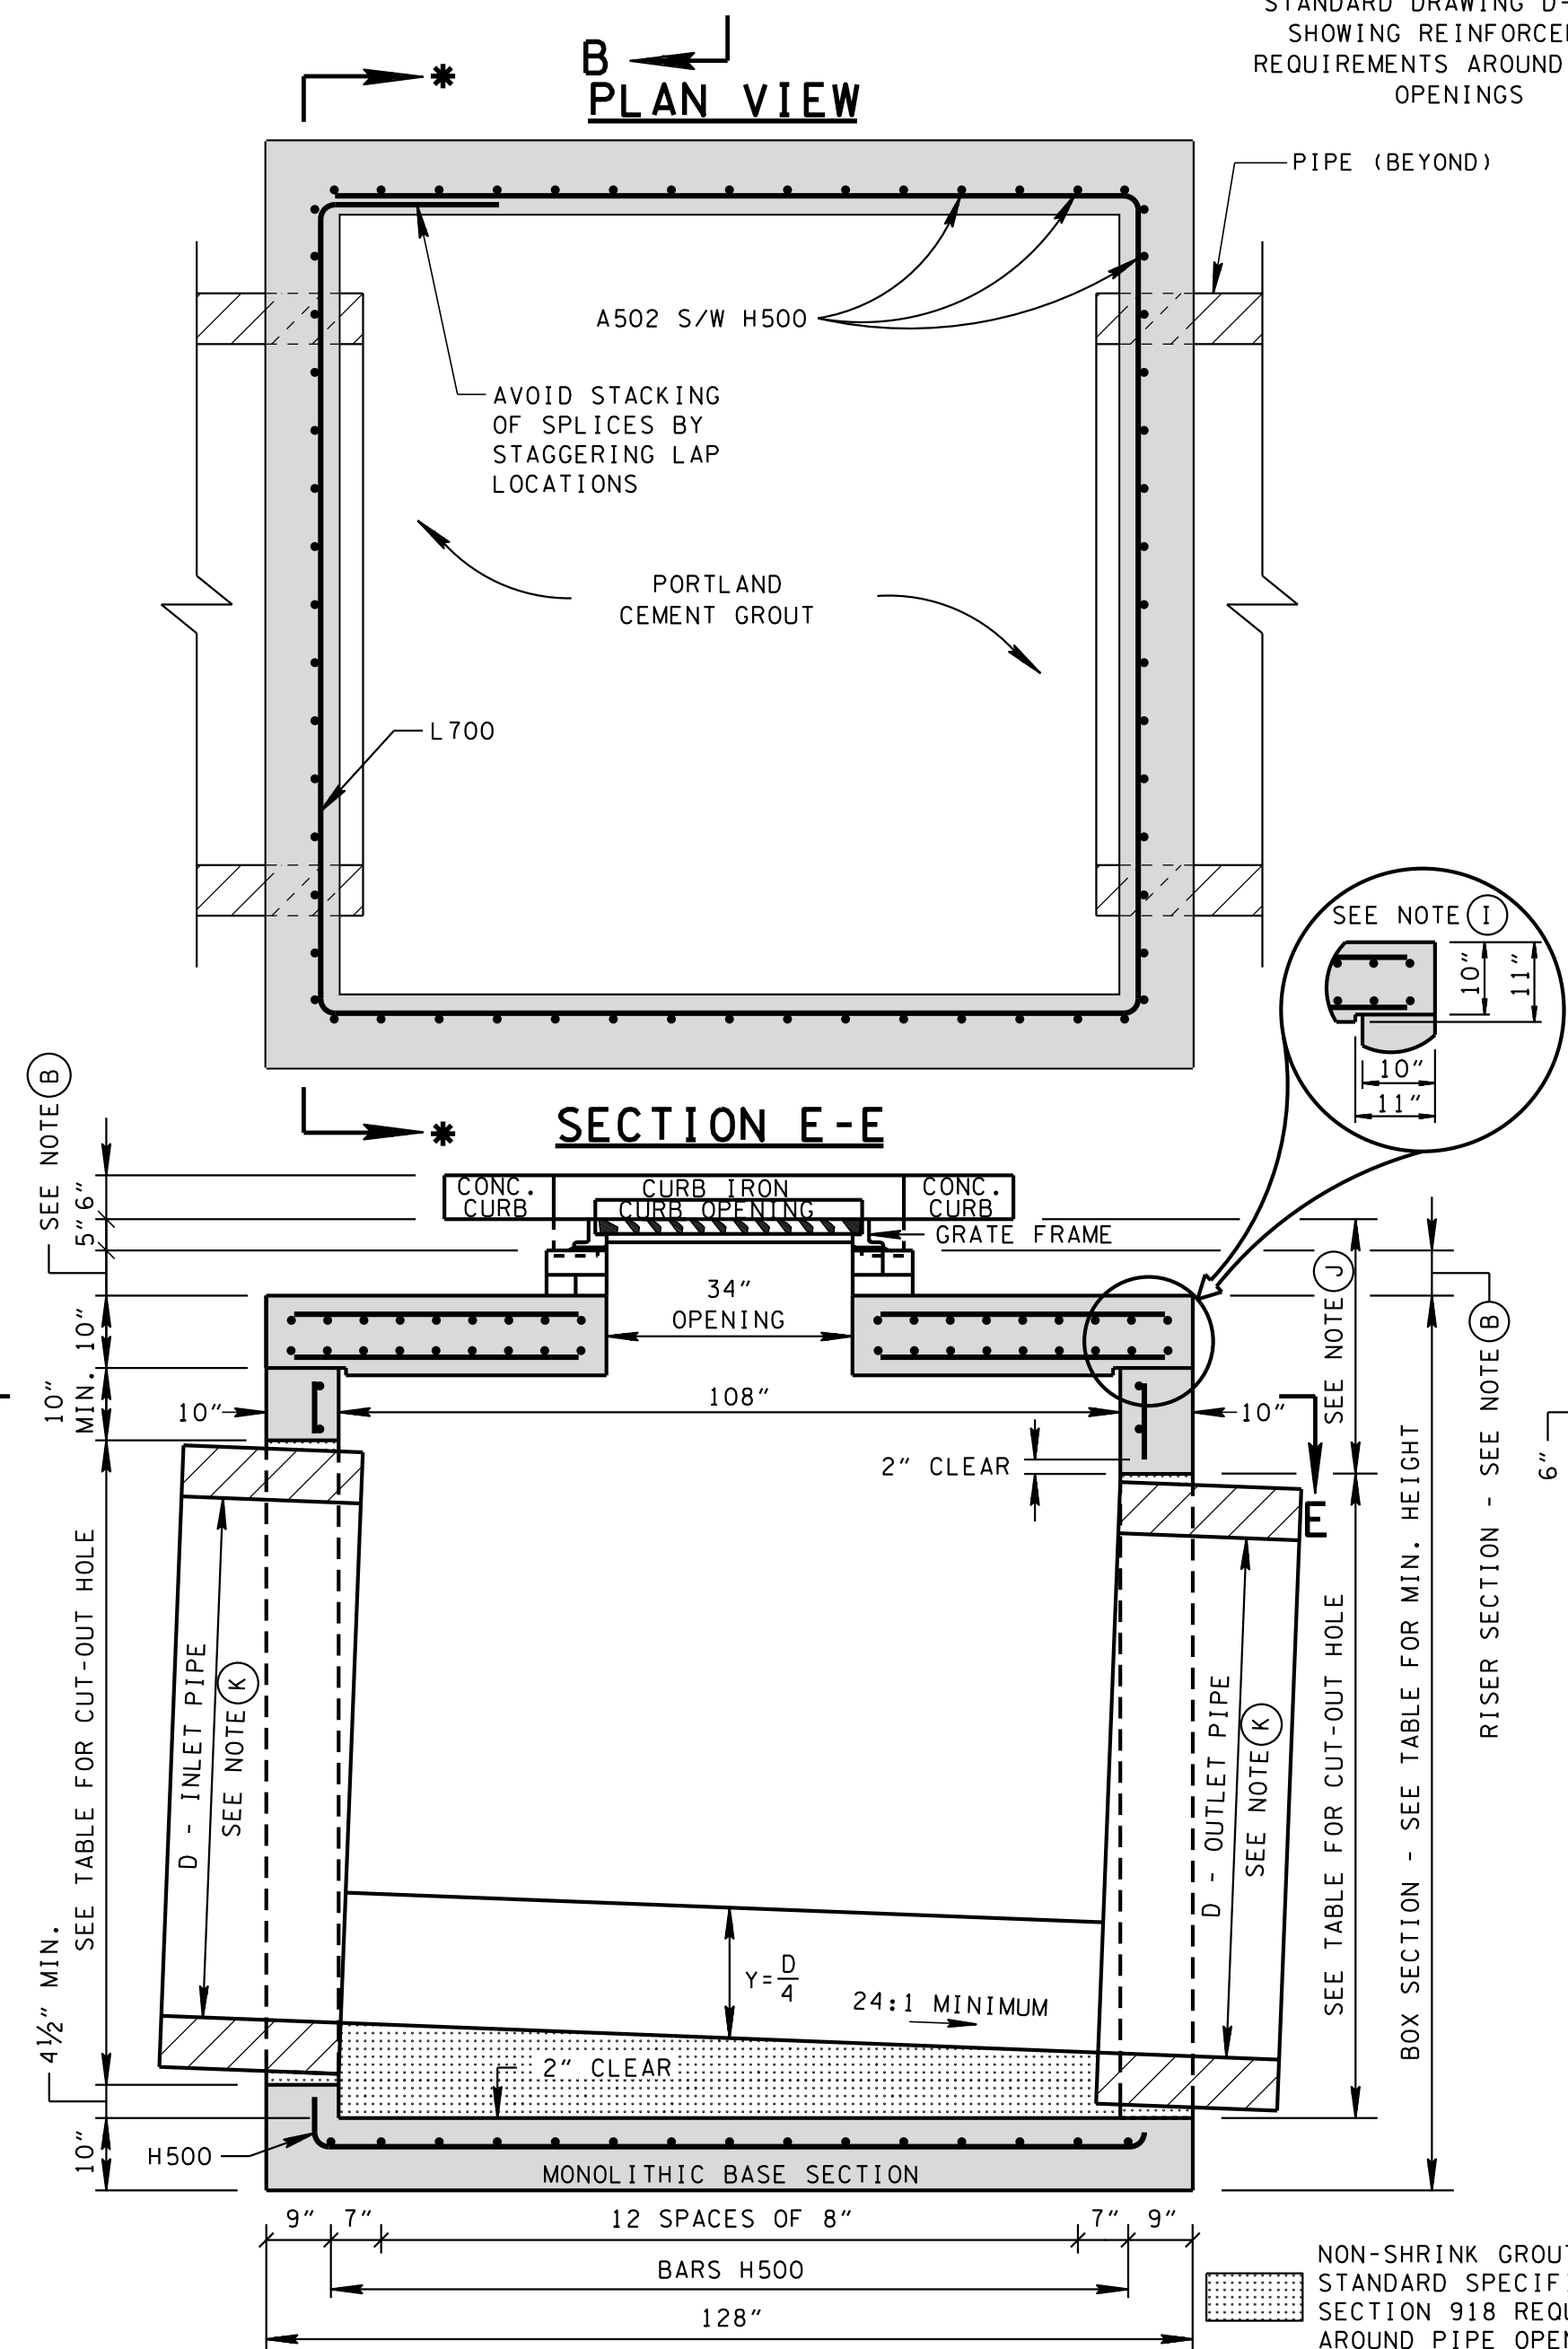 STANDARD DRAWING D-
SHOWING REINFORCE
REQUIREMENTS AROUND
OPENINGS
*
B
PLAN VIEW
PIPE (BEYOND)
A502 S/W H500
AVOID STACKING
OF SPLICES BY
STAGGERING LAP
LOCATIONS
PORTLAND
CEMENT GROUT
L700
SEE NOTE I
10"
11"
10"
11"
*
SECTION E-E
SEE NOTE B
6"
5"
CONC.
CURB
CURB IRON
CURB OPENING
CONC.
CURB
GRATE FRAME
34"
OPENING
10"
10"
MIN.
10"
108"
10"
2" CLEAR
SEE NOTE J
E
6"
SEE TABLE FOR CUT-OUT HOLE
D - INLET PIPE
SEE NOTE K
D - OUTLET PIPE
SEE NOTE K
SEE TABLE FOR CUT-OUT HOLE
BOX SECTION - SEE TABLE FOR MIN. HEIGHT
RISER SECTION - SEE NOTE B
Y=D/4
24:1 MINIMUM
4½" MIN.
2" CLEAR
10"
H500
MONOLITHIC BASE SECTION
9" 7" 12 SPACES OF 8" 7" 9"
BARS H500
128"
NON-SHRINK GROUT
STANDARD SPECIF
SECTION 918 REQU
AROUND PIPE OPEN